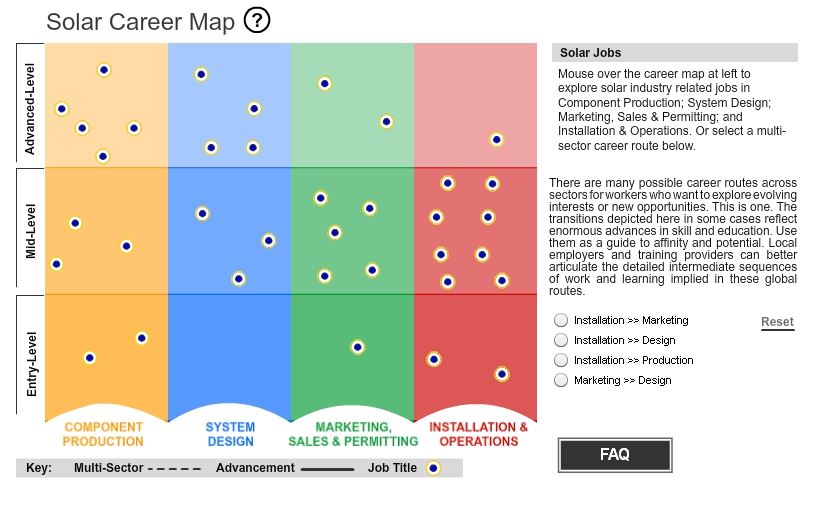 Solar Career Map ?
Advanced-Level
Mid-Level
Entry-Level
COMPONENT
PRODUCTION
SYSTEM
DESIGN
MARKETING,
SALES & PERMITTING
INSTALLATION &
OPERATIONS
Key: Multi-Sector Advancement Job Title
Solar Jobs
Mouse over the career map at left to
explore solar industry related jobs in
Component Production; System Design;
Marketing, Sales & Permitting; and
Installation & Operations. Or select a multi-
sector career route below.
There are many possible career routes across
sectors for workers who want to explore evolving
interests or new opportunities. This is one. The
transitions depicted here in some cases reflect
enormous advances in skill and education. Use
them as a guide to affinity and potential. Local
employers and training providers can better
articulate the detailed intermediate sequences
of work and learning implied in these global
routes.
Installation >> Marketing
Reset
Installation >> Design
Installation >> Production
Marketing >> Design
FAQ